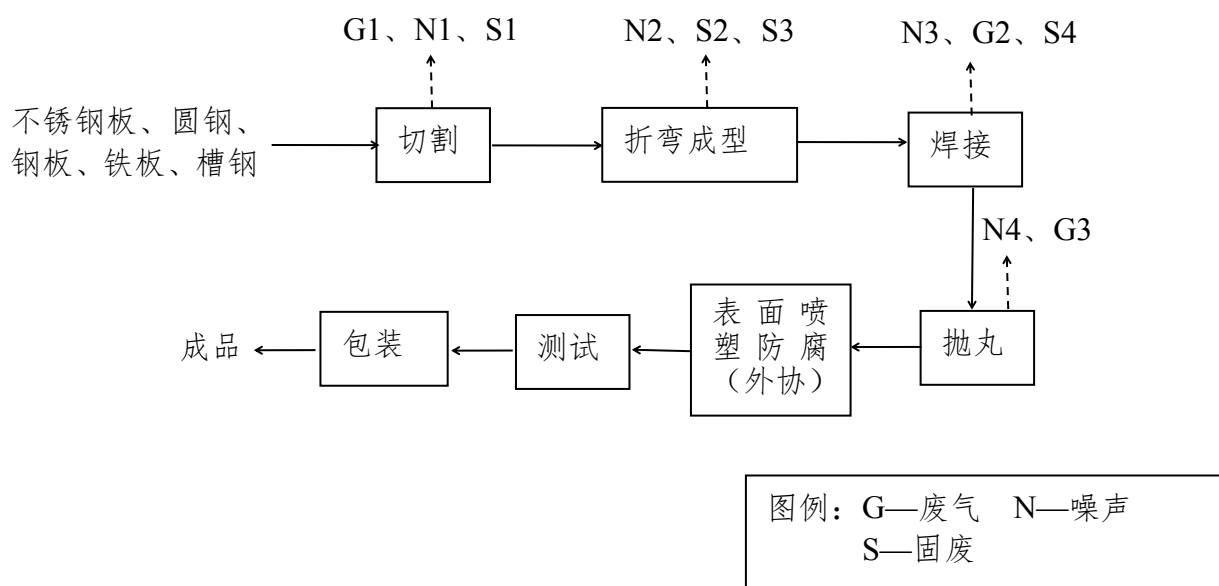 G1、N1、S1
N2、S2、S3
N3、G2、S4
不锈钢板、圆钢、
钢板、铁板、槽钢
切割
折弯成型
焊接
N4、G3
抛丸
表面喷
塑防腐
（外协）
测试
包装
成品
图例：G—废气 N—噪声
S—固废